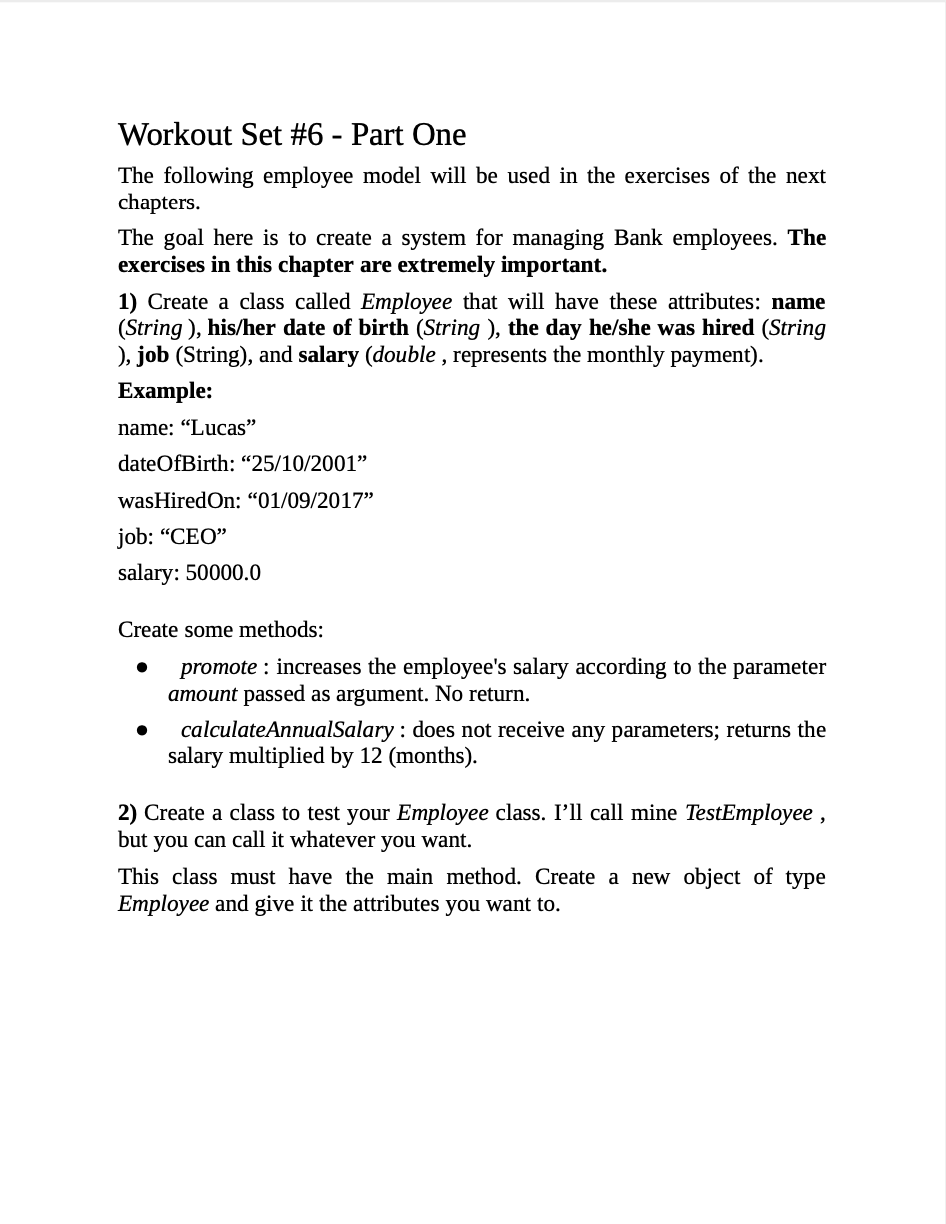 Workout Set #6 - Part One
The following employee model will be used in the exercises of the next
chapters.
The goal here is to create a system for managing Bank employees. The
exercises in this chapter are extremely important.
1) Create a class called Employee that will have these attributes: name
(String ), his/her date of birth (String ), the day he/she was hired (String
), job (String), and salary (double , represents the monthly payment).
Example:
name: “Lucas”
dateOfBirth: “25/10/2001”
wasHiredOn: “01/09/2017”
job: “CEO”
salary: 50000.0
Create some methods:
● promote : increases the employee's salary according to the parameter
amount passed as argument. No return.
● calculateAnnualSalary : does not receive any parameters; returns the
salary multiplied by 12 (months).
2) Create a class to test your Employee class. I’ll call mine TestEmployee ,
but you can call it whatever you want.
This class must have the main method. Create a new object of type
Employee and give it the attributes you want to.